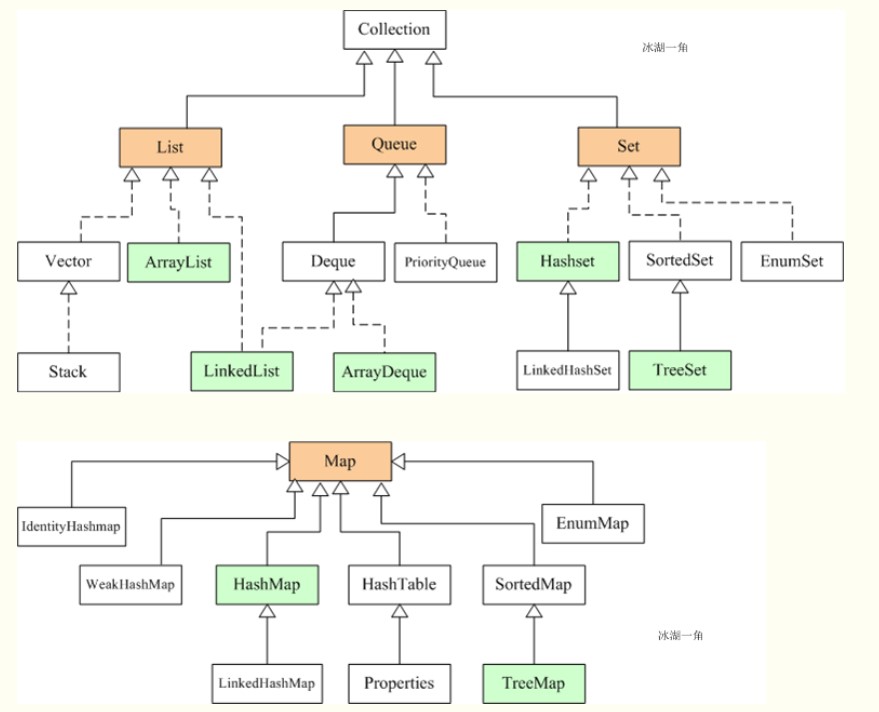 Collection
冰湖一角
List
Queue
Set
Vector
ArrayList
Deque
PriorityQueue
Hashset
SortedSet
EnumSet
Stack
LinkedList
ArrayDeque
LinkedHashSet
TreeSet
Map
IdentityHashmap
EnumMap
WeakHashMap
HashMap
HashTable
SortedMap
冰湖一角
LinkedHashMap
Properties
TreeMap